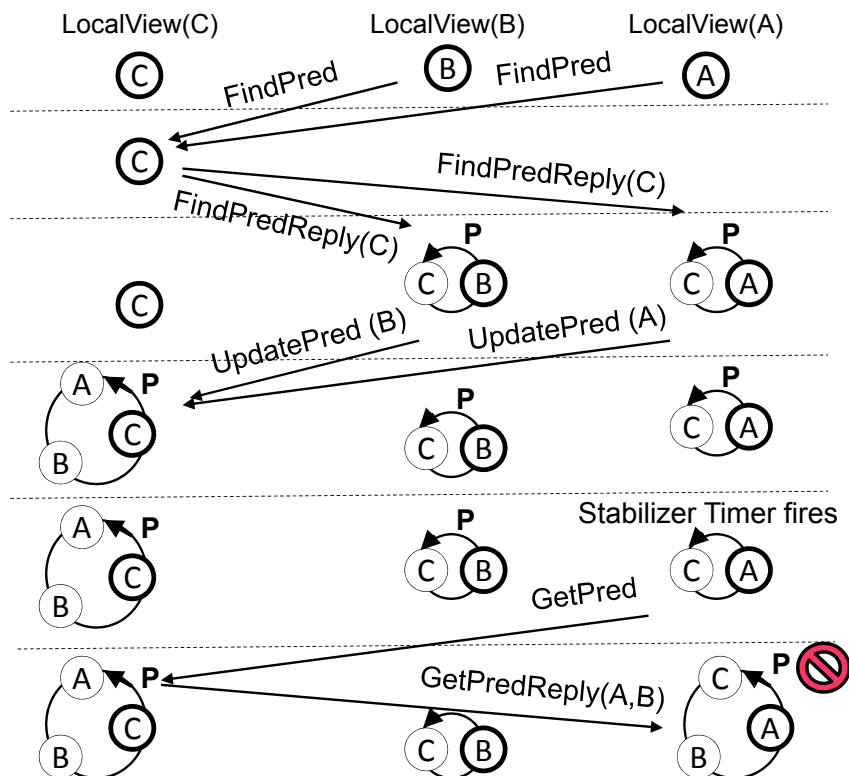 LocalView(C) LocalView(B) LocalView(A)
C B A
FindPred FindPred
C
FindPredReply(C)
FindPredReply(C)
P P
C B C A
C
UpdatePred (B) UpdatePred (A)
A P P P
C C B C A
B
Stabilizer Timer fires
A P P
C C B C A
B
GetPred
A P C P
GetPredReply(A,B)
C C B A
B B